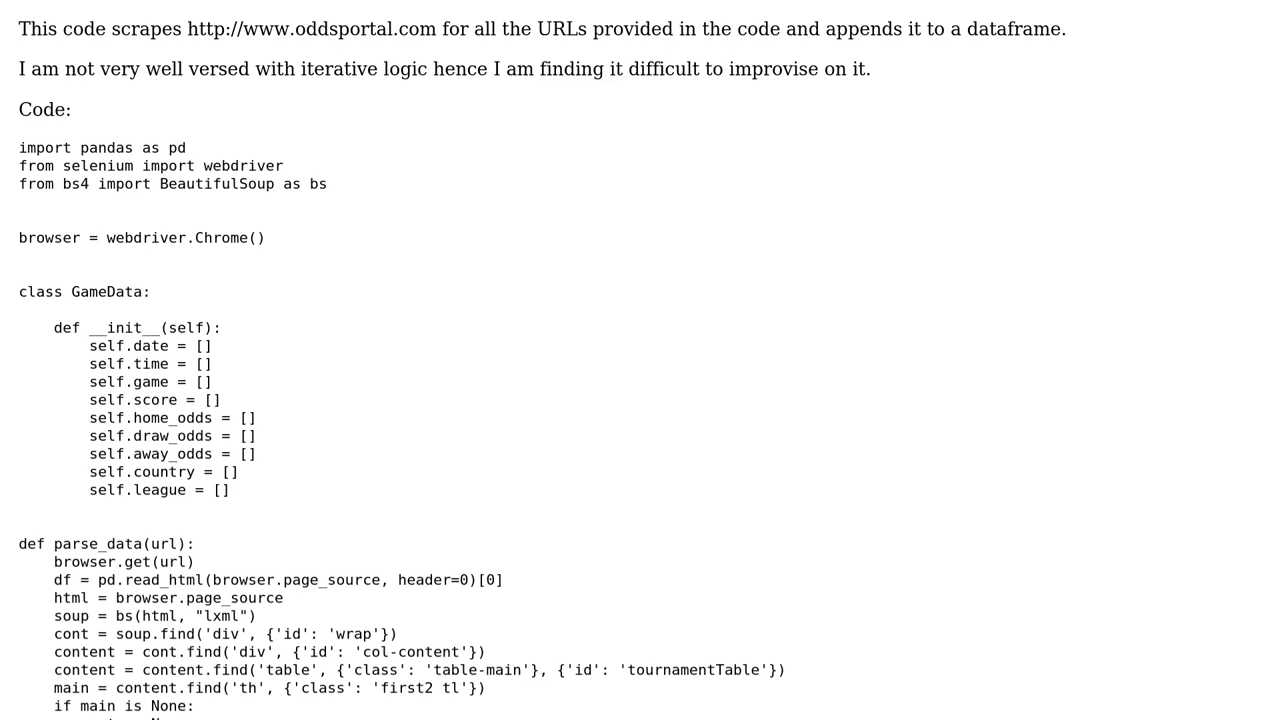 This code scrapes http://www.oddsportal.com for all the URLs provided in the code and appends it to a dataframe.
I am not very well versed with iterative logic hence I am finding it difficult to improvise on it.
Code:
import pandas as pd
from selenium import webdriver
from bs4 import BeautifulSoup as bs
browser = webdriver.Chrome()
class GameData:
    def __init__(self):
        self.date = []
        self.time = []
        self.game = []
        self.score = []
        self.home_odds = []
        self.draw_odds = []
        self.away_odds = []
        self.country = []
        self.league = []
def parse_data(url):
    browser.get(url)
    df = pd.read_html(browser.page_source, header=0)[0]
    html = browser.page_source
    soup = bs(html, "lxml")
    cont = soup.find('div', {'id': 'wrap'})
    content = cont.find('div', {'id': 'col-content'})
    content = content.find('table', {'class': 'table-main'}, {'id': 'tournamentTable'})
    main = content.find('th', {'class': 'first2 tl'})
    if main is None: